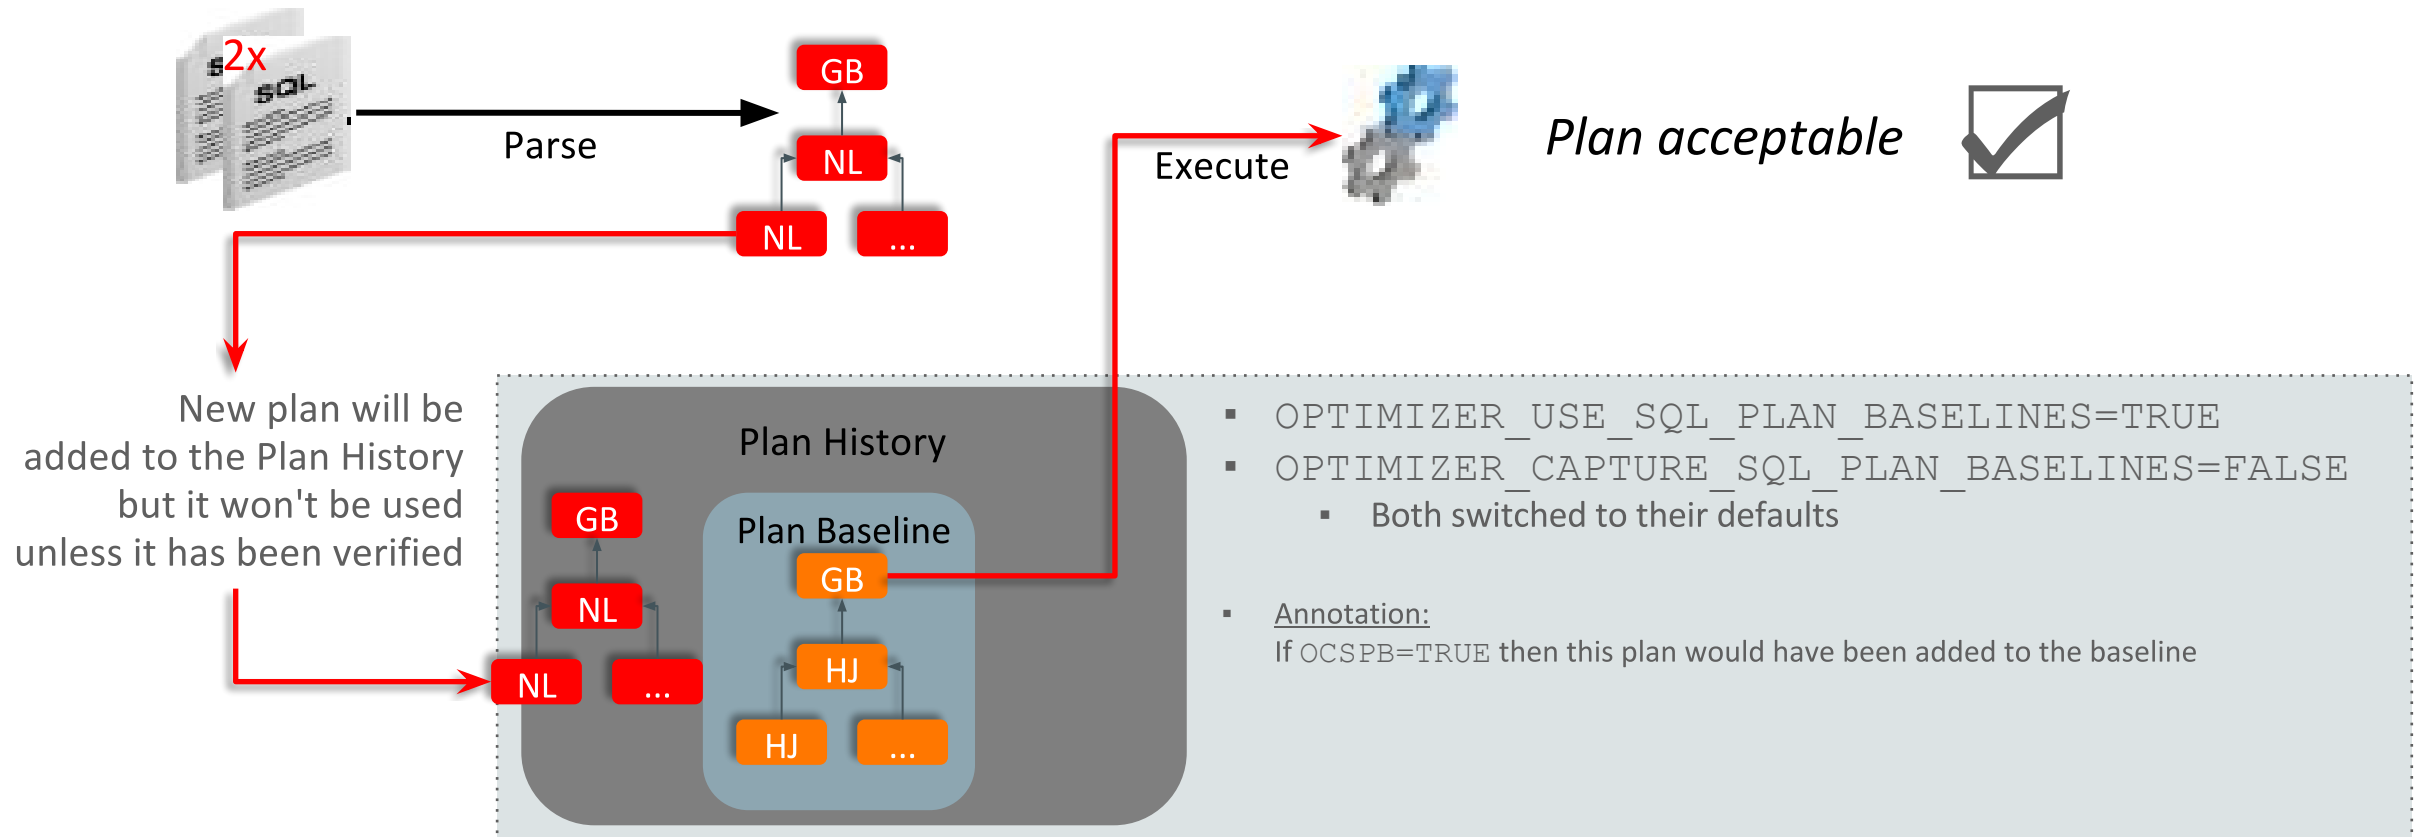 2x
SQL
Parse
GB
NL
NL
...
Execute
Plan acceptable
New plan will be
added to the Plan History
but it won't be used
unless it has been verified
Plan History
GB
NL
NL
...
Plan Baseline
GB
HJ
HJ
...
▪ OPTIMIZER_USE_SQL_PLAN_BASELINES=TRUE
▪ OPTIMIZER_CAPTURE_SQL_PLAN_BASELINES=FALSE
▪ Both switched to their defaults
▪ Annotation:
If OCSPB=TRUE then this plan would have been added to the baseline